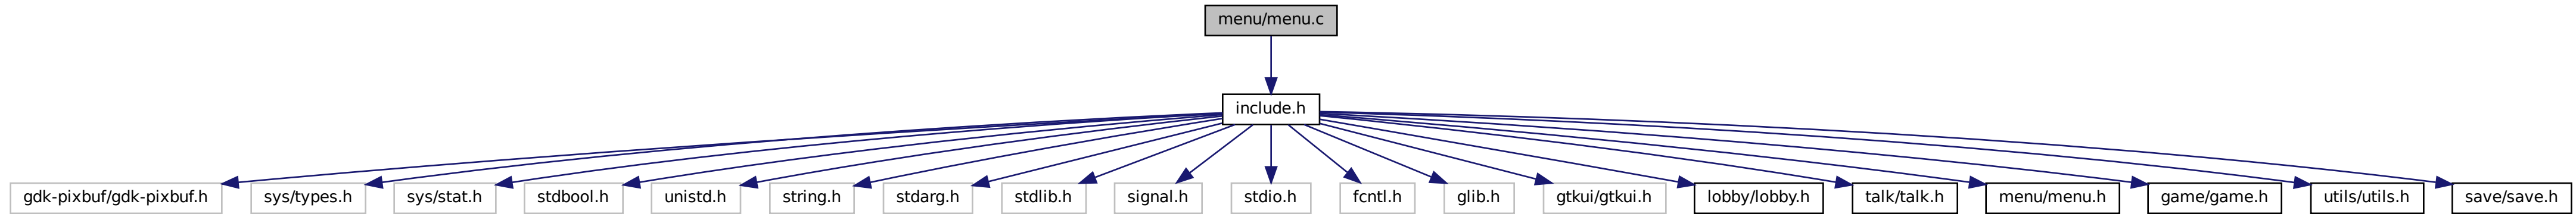 menu/menu.c
include.h
gdk-pixbuf/gdk-pixbuf.h
sys/types.h
sys/stat.h
stdbool.h
unistd.h
string.h
stdarg.h
stdlib.h
signal.h
stdio.h
fcntl.h
glib.h
gtkui/gtkui.h
lobby/lobby.h
talk/talk.h
menu/menu.h
game/game.h
utils/utils.h
save/save.h